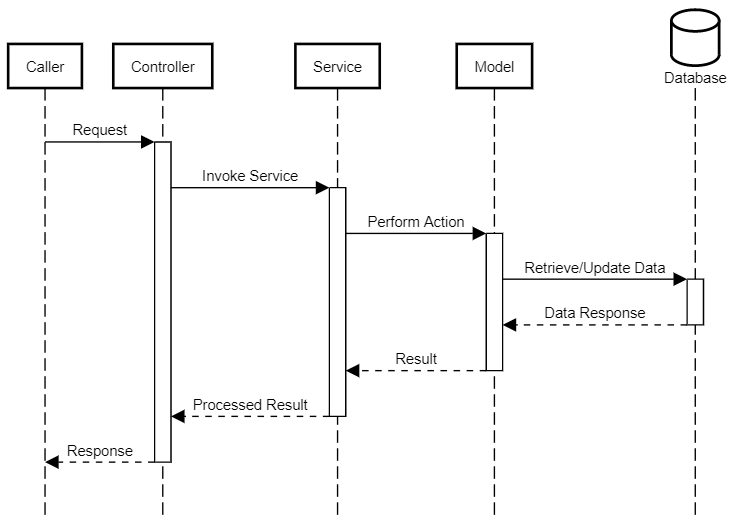 Caller
Controller
Service
Model
Database
Request
Invoke Service
Perform Action
Retrieve/Update Data
Data Response
Result
Processed Result
Response